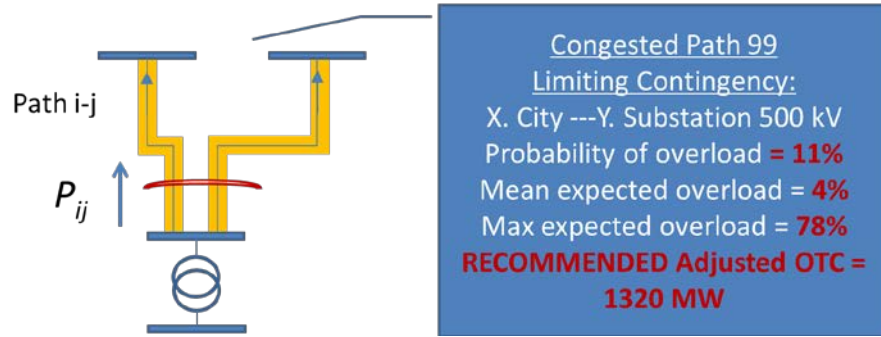 Path i-j
P_ij
Congested Path 99
Limiting Contingency:
X. City ---Y. Substation 500 kV
Probability of overload = 11%
Mean expected overload = 4%
Max expected overload = 78%
RECOMMENDED Adjusted OTC =
1320 MW